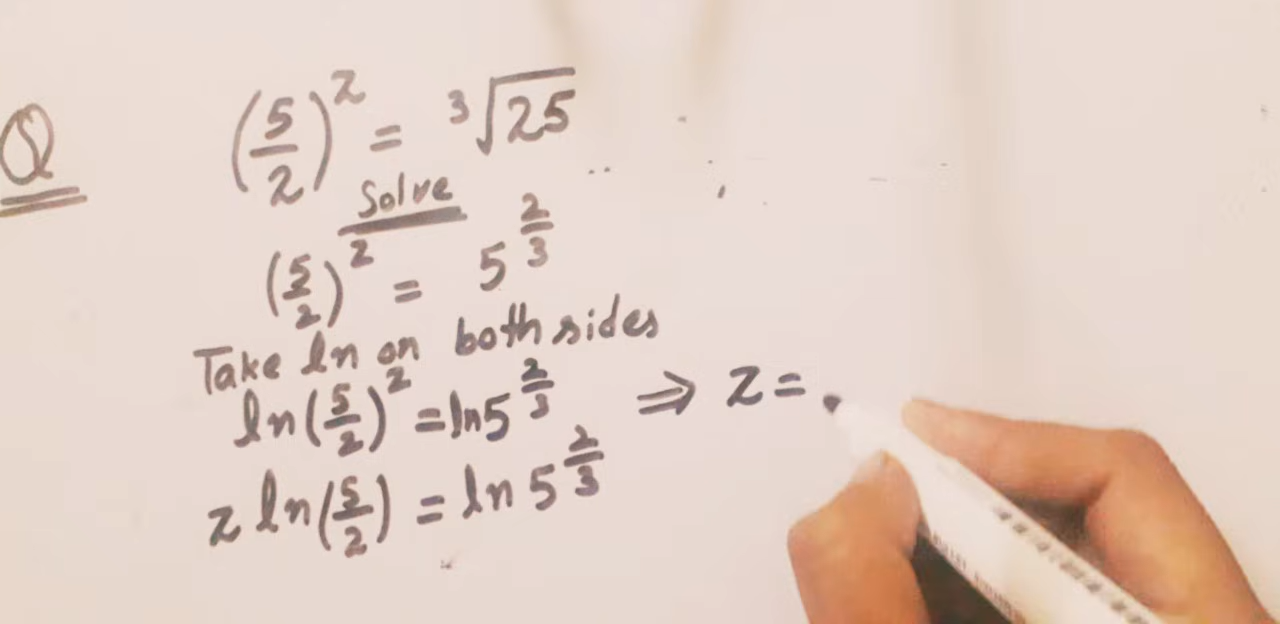 Q (5/2)^z = ³√25
Solve
(5/2)^z = 5^(2/3)
Take ln on both sides
ln(5/2)^z = ln5^(2/3) ⇒ z =
z ln(5/2) = ln 5^(2/3)